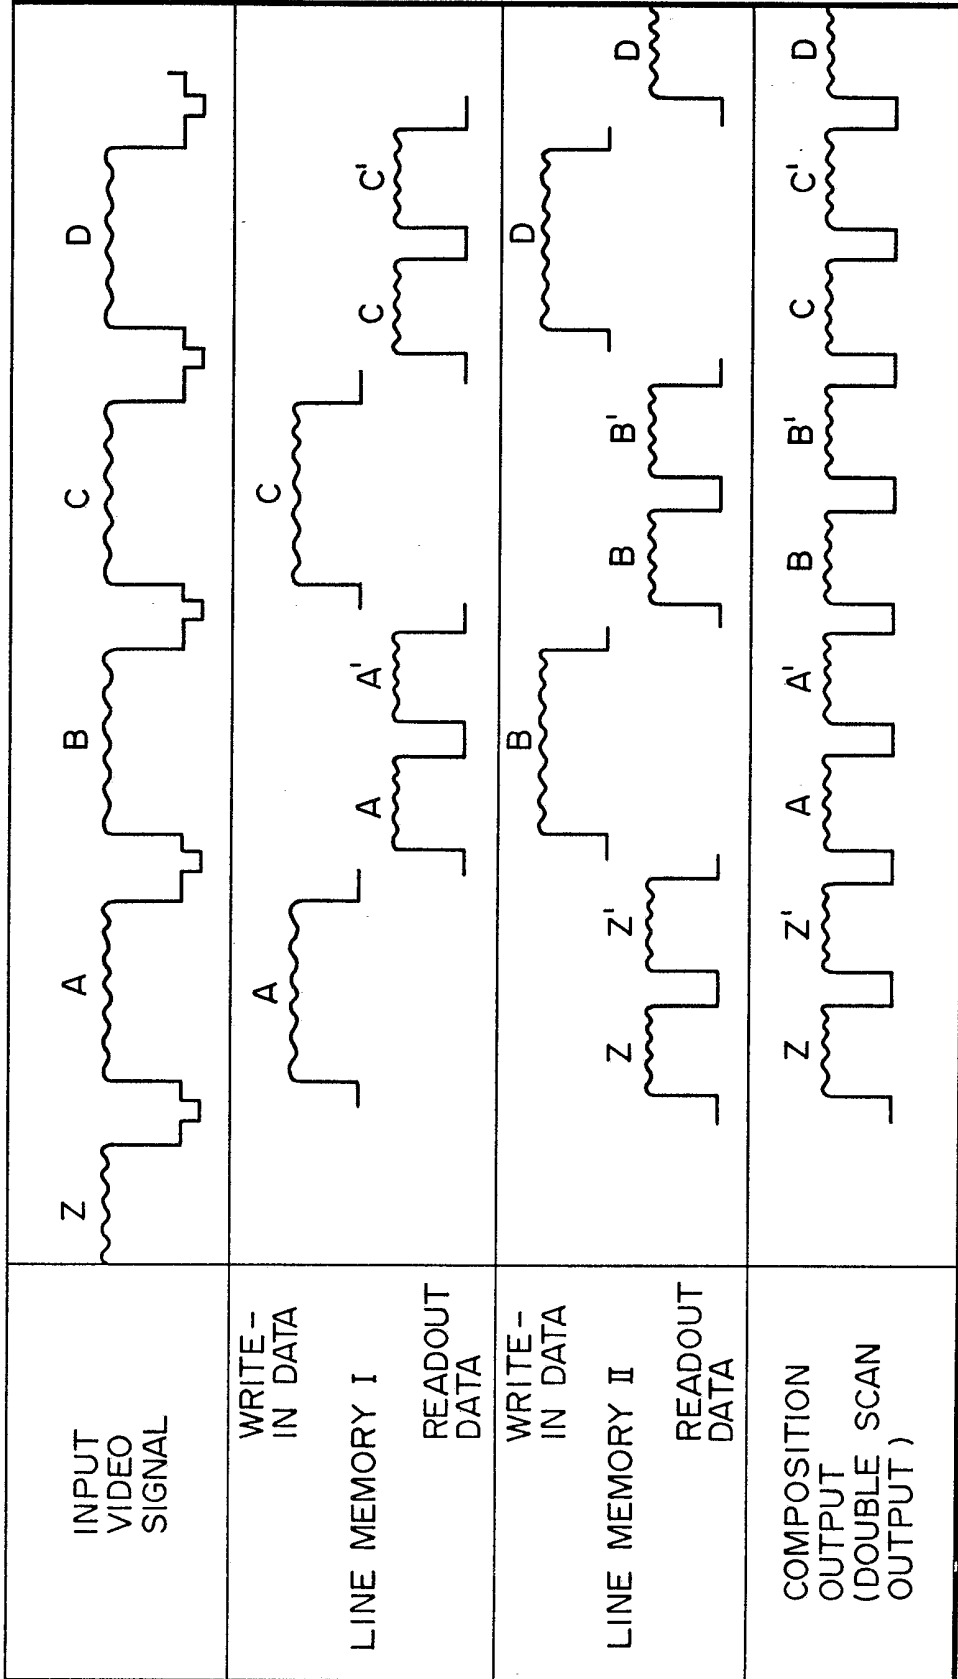 INPUT
VIDEO
SIGNAL
Z
A
B
C
D
LINE MEMORY I
WRITE-
IN DATA
A
C
READOUT
DATA
A
A'
C
C'
LINE MEMORY II
WRITE-
IN DATA
B
D
READOUT
DATA
Z
Z'
B
B'
D
COMPOSITION
OUTPUT
(DOUBLE SCAN
OUTPUT)
Z
Z'
A
A'
B
B'
C
C'
D